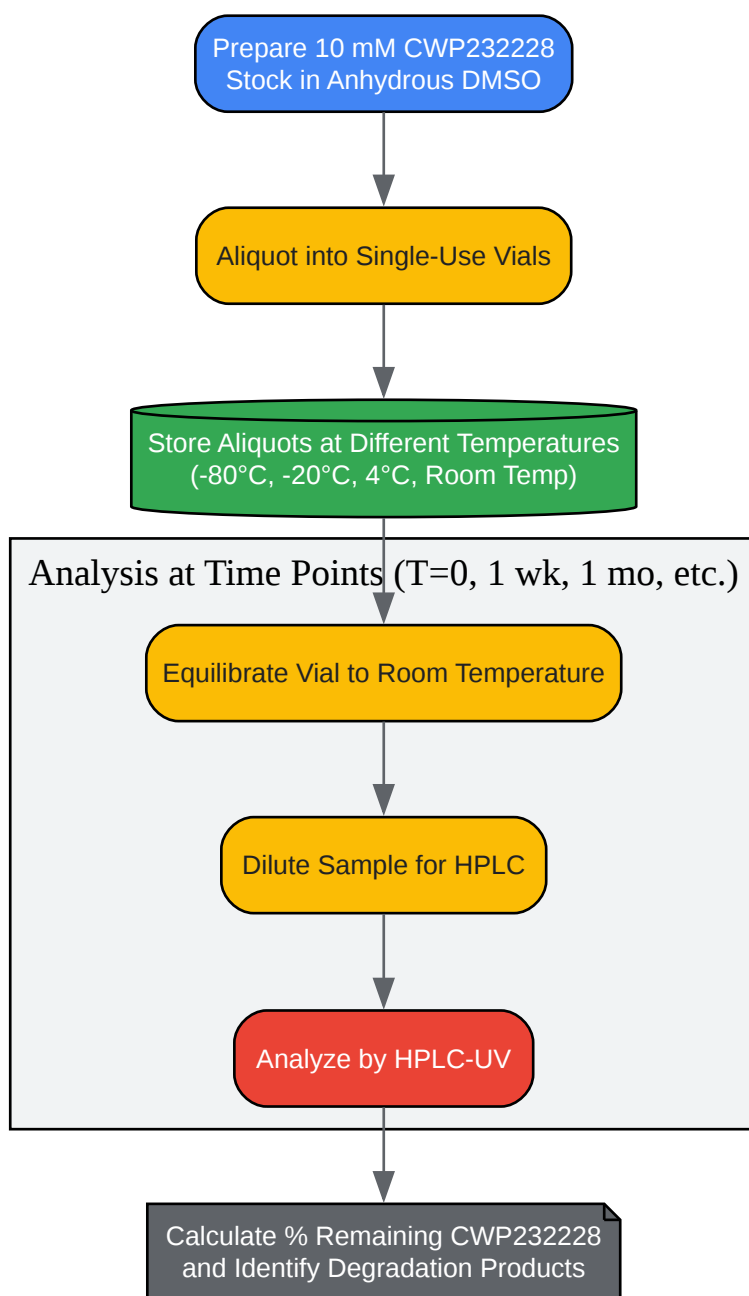 Prepare 10 mM CWP232228
Stock in Anhydrous DMSO
Aliquot into Single-Use Vials
Store Aliquots at Different Temperatures
(-80°C, -20°C, 4°C, Room Temp)
Analysis at Time Points (T=0, 1 wk, 1 mo, etc.)
Equilibrate Vial to Room Temperature
Dilute Sample for HPLC
Analyze by HPLC-UV
Calculate % Remaining CWP232228
and Identify Degradation Products